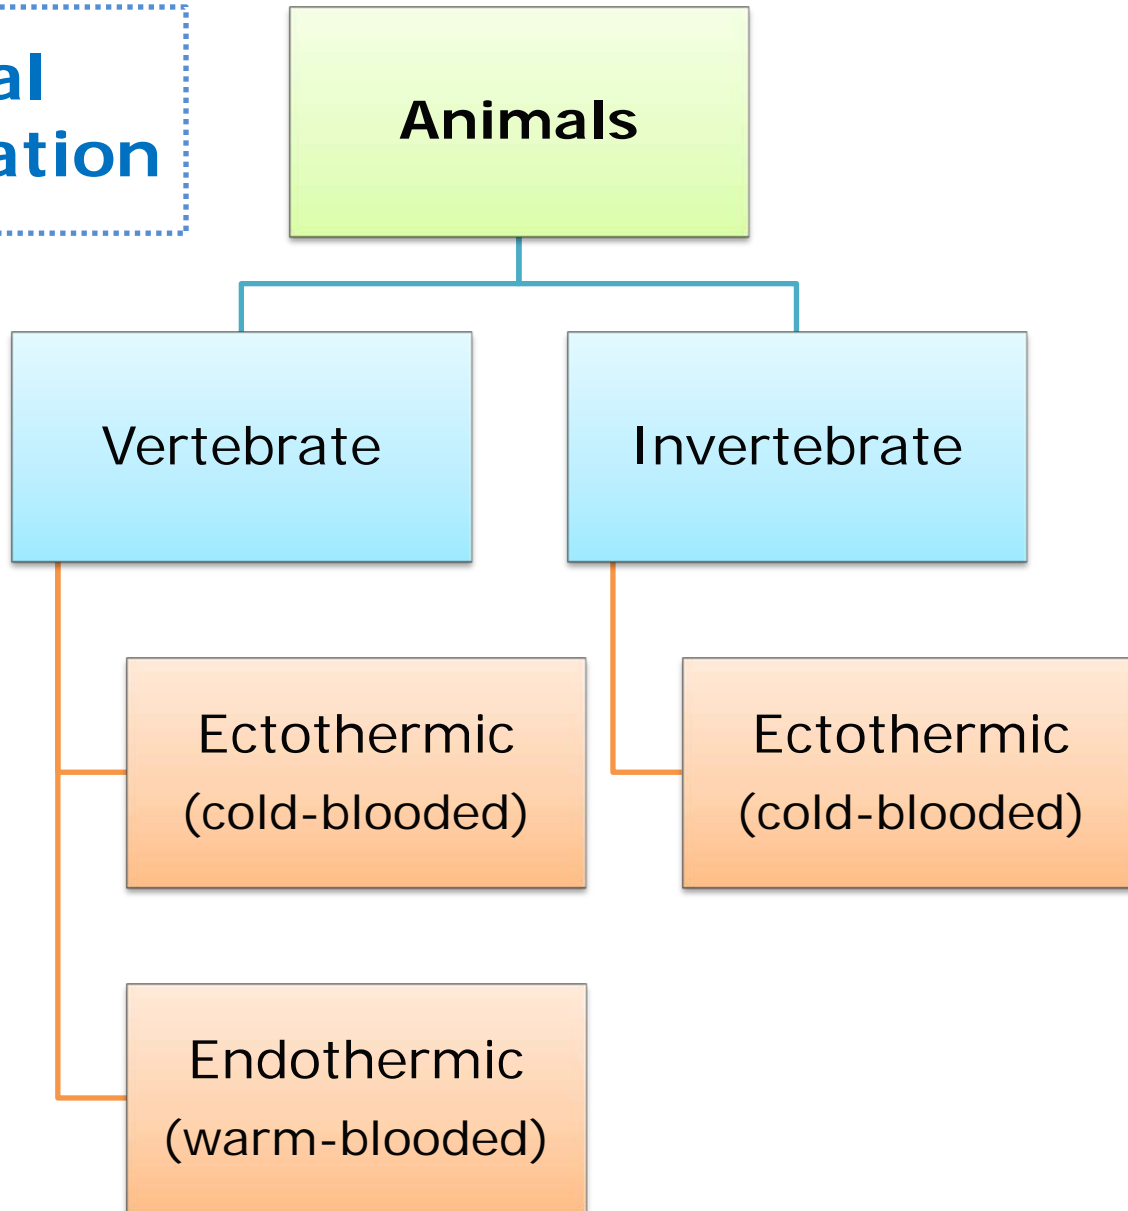 al
ation
Animals
Vertebrate
Invertebrate
Ectothermic
(cold-blooded)
Ectothermic
(cold-blooded)
Endothermic
(warm-blooded)